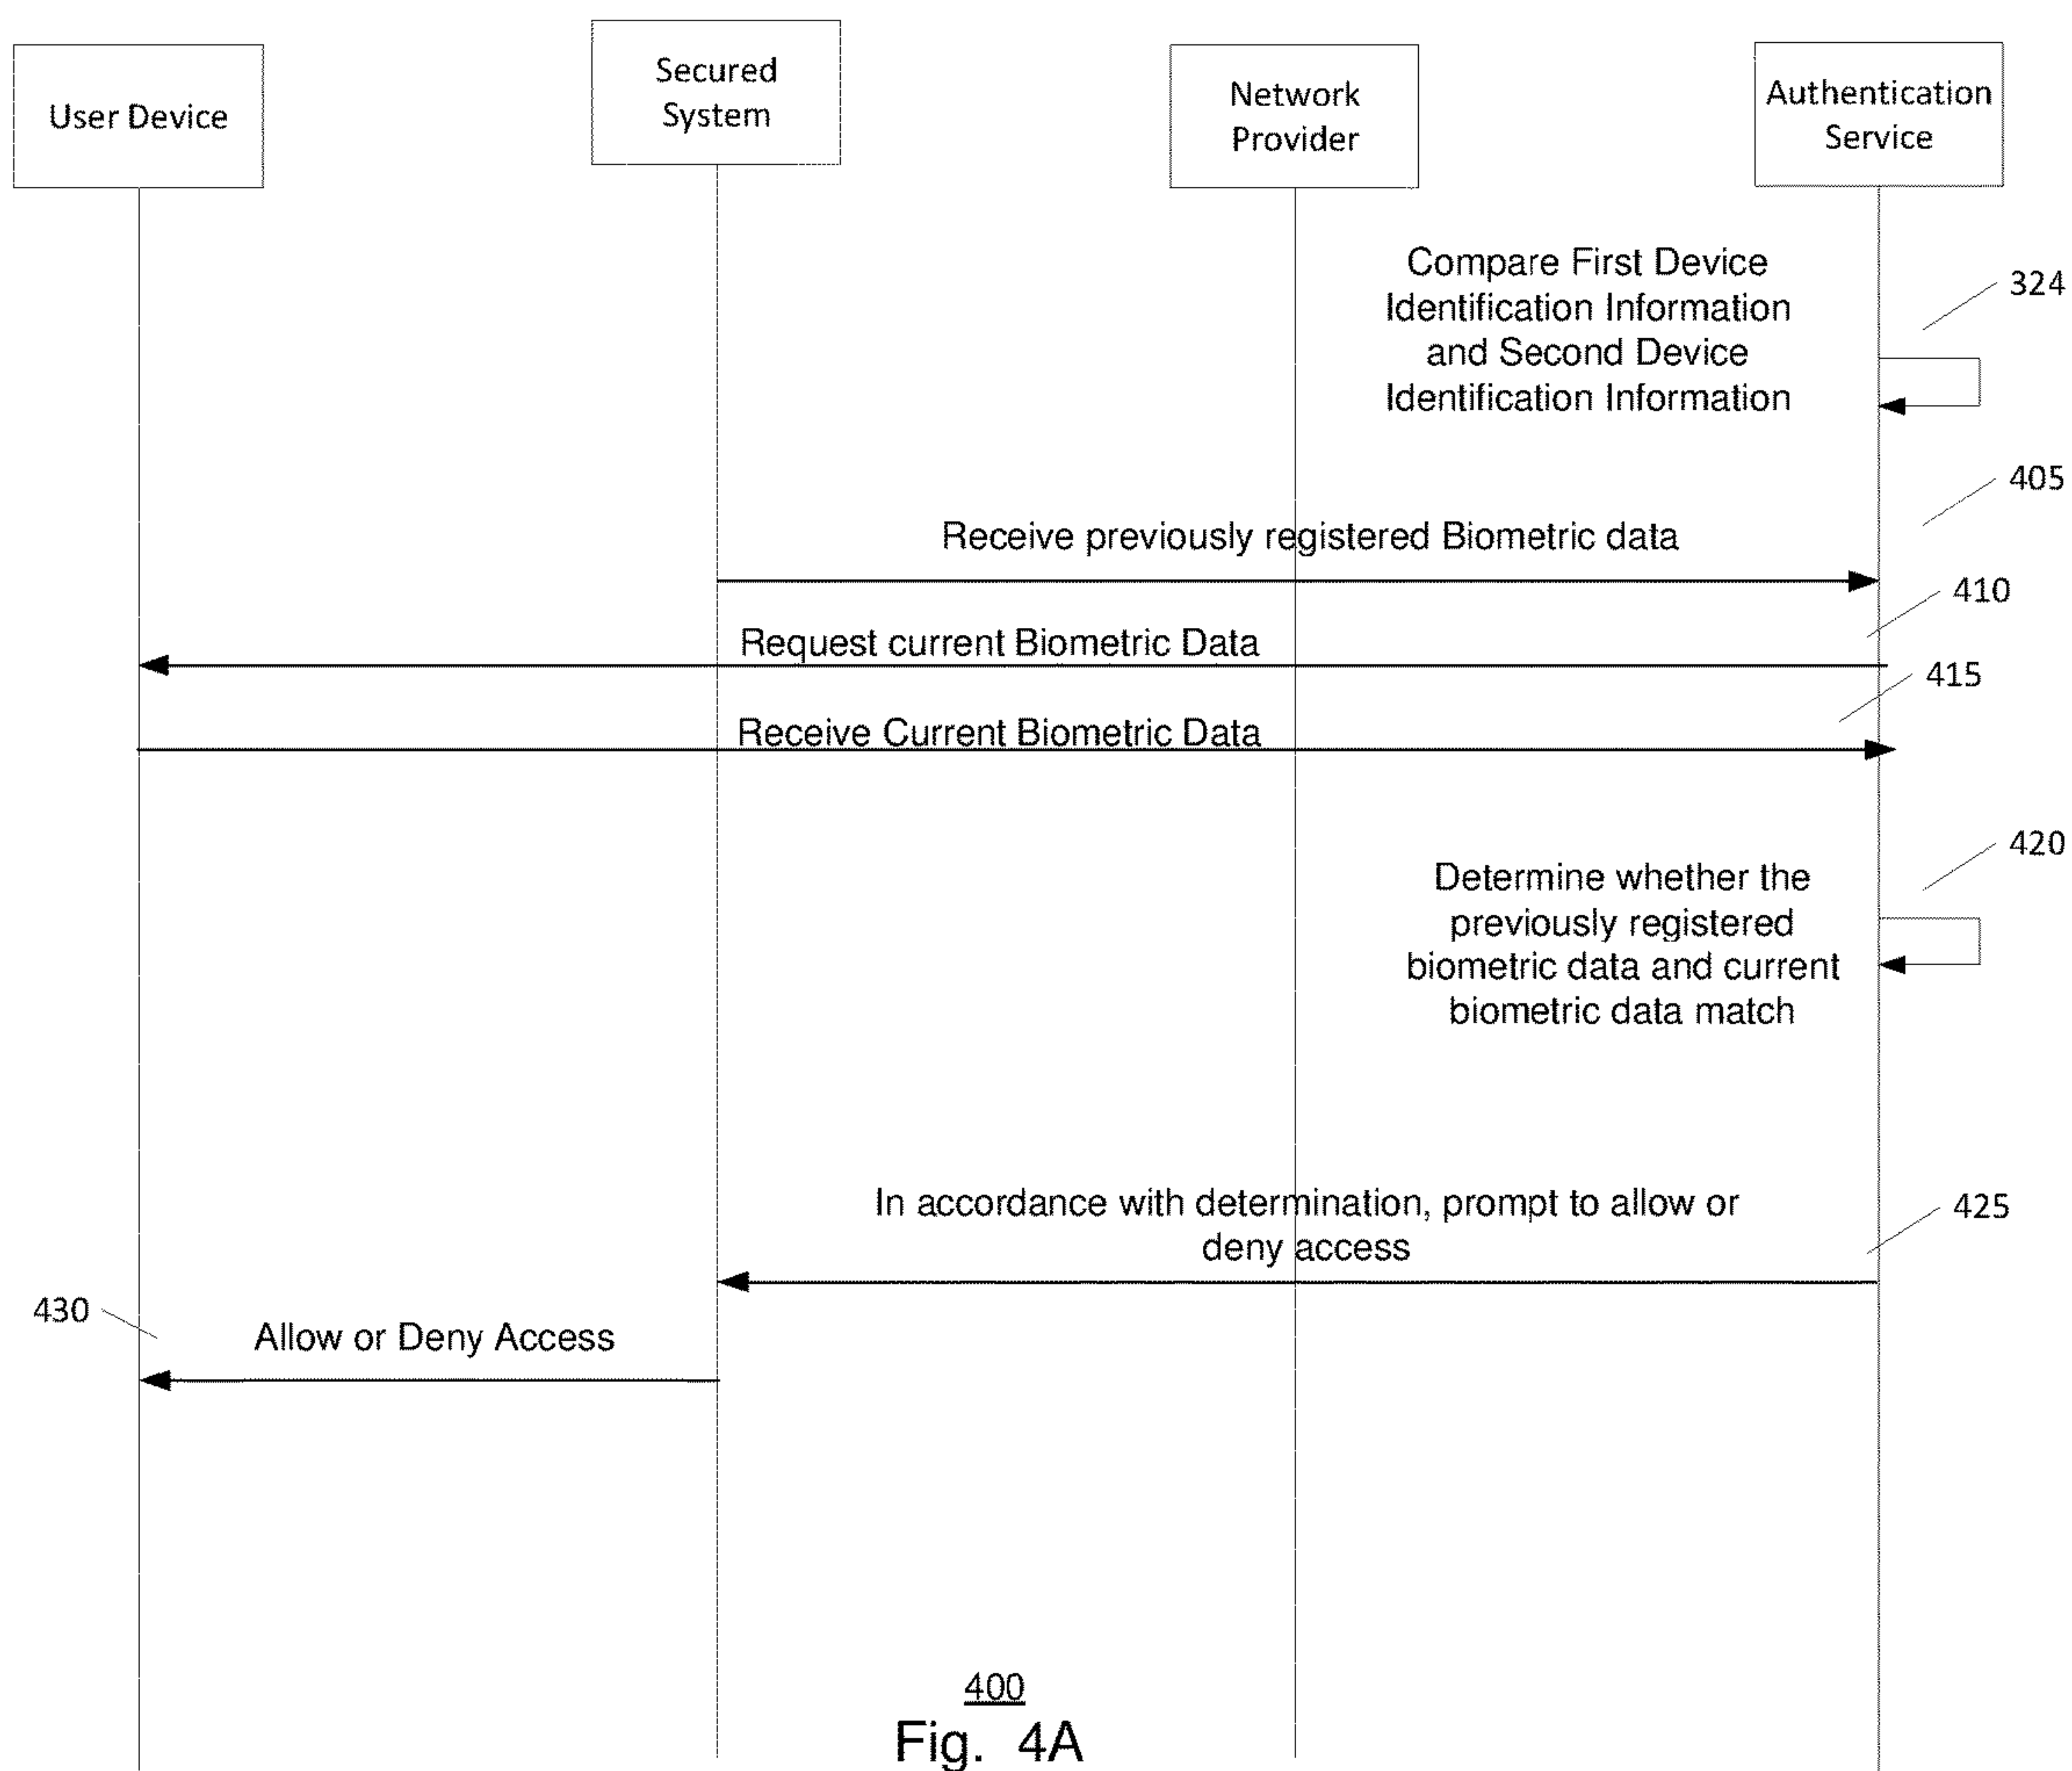 User Device
Secured
System
Network
Provider
Authentication
Service
Compare First Device
Identification Information
and Second Device
Identification Information
324
405
Receive previously registered Biometric data
410
Request current Biometric Data
415
Receive Current Biometric Data
420
Determine whether the
previously registered
biometric data and current
biometric data match
In accordance with determination, prompt to allow or
deny access
425
430
Allow or Deny Access
400
Fig. 4A